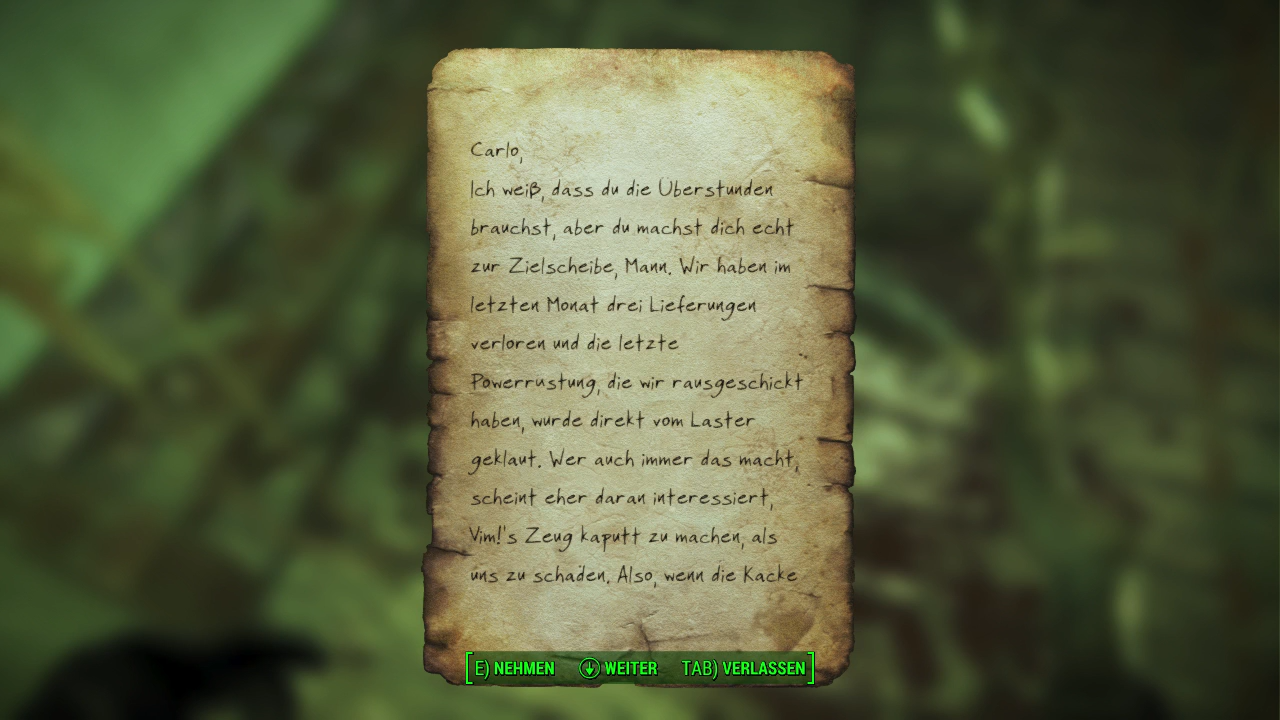 Carlo,
Ich weiß, dass du die Überstunden
brauchst, aber du machst dich echt
zur Zielscheibe, Mann. Wir haben im
letzten Monat drei Lieferungen
verloren und die letzte
Powerrüstung, die wir rausgeschickt
haben, wurde direkt vom Laster
geklaut. Wer auch immer das macht,
scheint eher daran interessiert,
Vim!'s Zeug kaputt zu machen, als
uns zu schaden. Also, wenn die Kacke
E) NEHMEN WEITER TAB) VERLASSEN